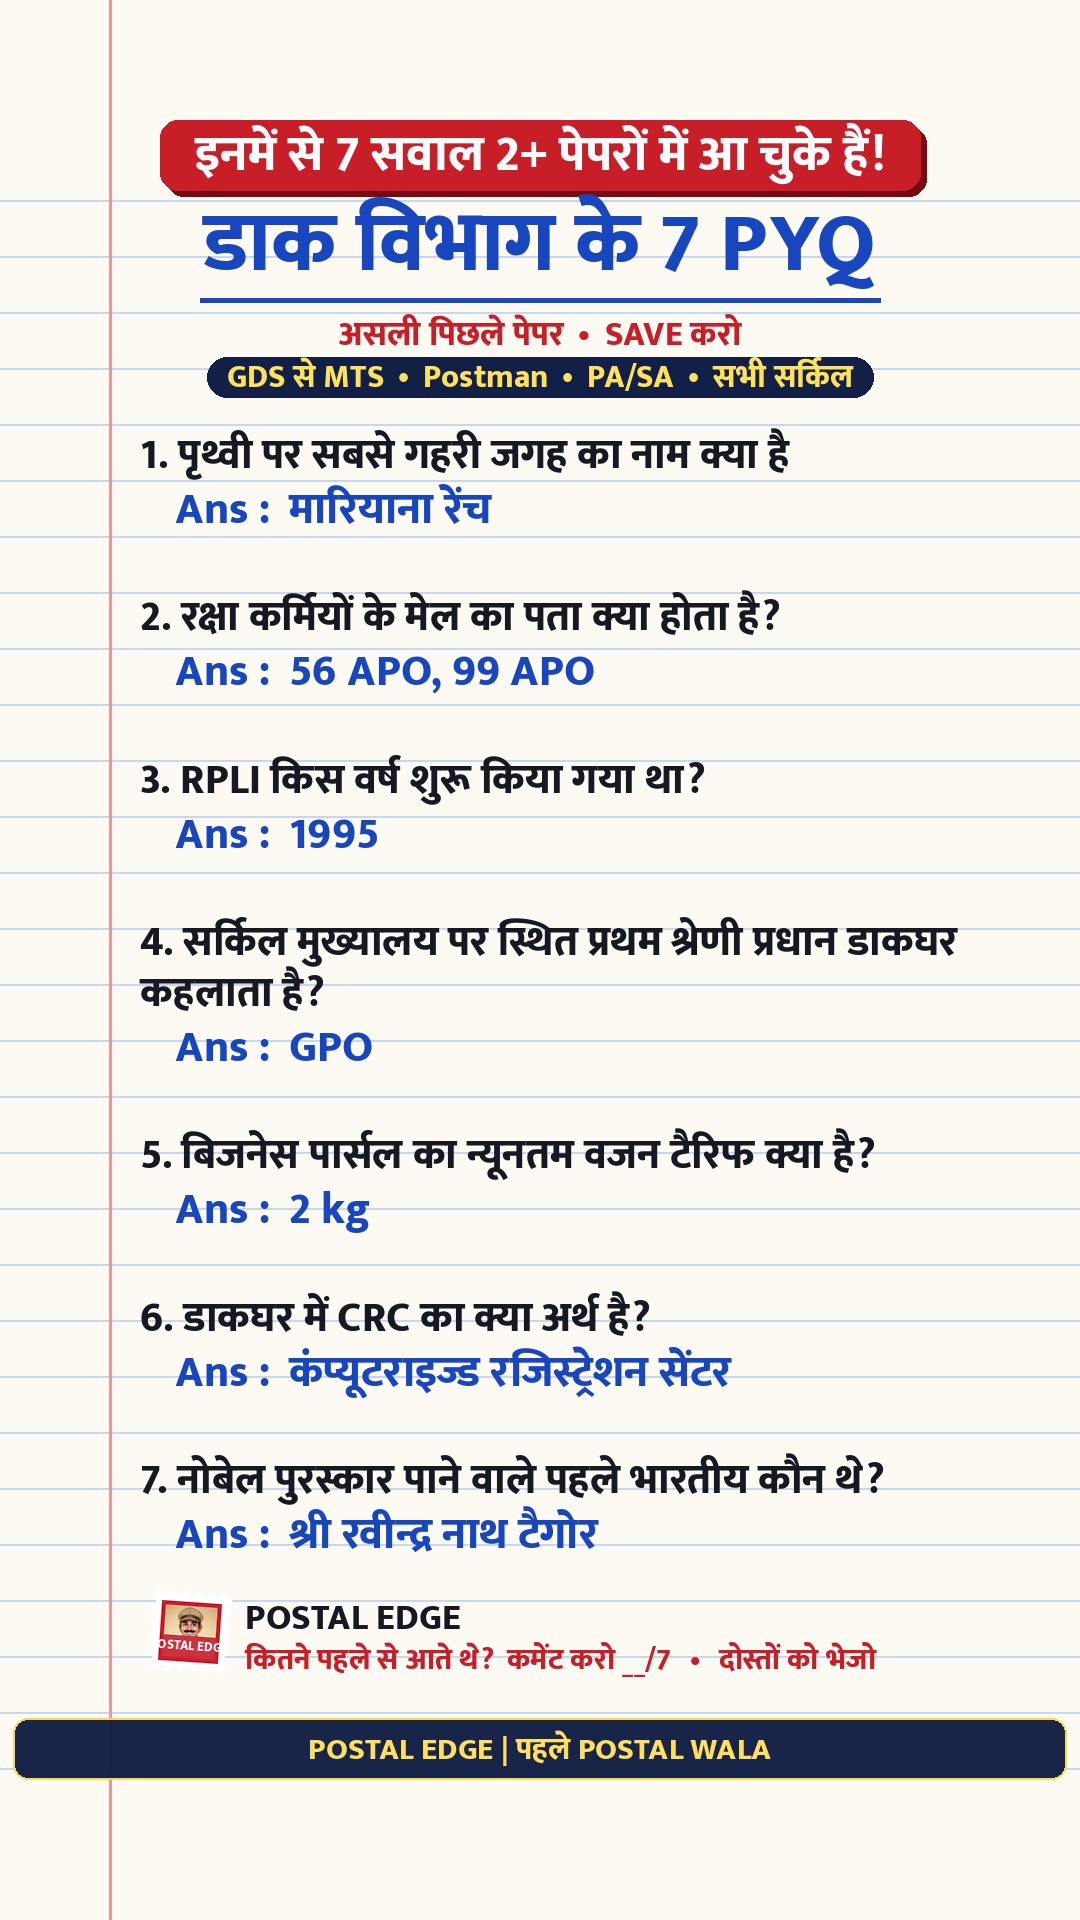 इनमें से 7 सवाल 2+ पेपरों में आ चुके हैं!
डाक विभाग के 7 PYQ
असली पिछले पेपर • SAVE करो
GDS से MTS • Postman • PA/SA • सभी सर्किल
1. पृथ्वी पर सबसे गहरी जगह का नाम क्या है
Ans : मारियाना रेंच
2. रक्षा कर्मियों के मेल का पता क्या होता है?
Ans : 56 APO, 99 APO
3. RPLI किस वर्ष शुरू किया गया था?
Ans : 1995
4. सर्किल मुख्यालय पर स्थित प्रथम श्रेणी प्रधान डाकघर
कहलाता है?
Ans : GPO
5. बिजनेस पार्सल का न्यूनतम वजन टैरिफ क्या है?
Ans : 2 kg
6. डाकघर में CRC का क्या अर्थ है?
Ans : कंप्यूटराइज्ड रजिस्ट्रेशन सेंटर
7. नोबेल पुरस्कार पाने वाले पहले भारतीय कौन थे?
Ans : श्री रवीन्द्र नाथ टैगोर
OSTAL EDG
POSTAL EDGE
कितने पहले से आते थे? कमेंट करो __/7 • दोस्तों को भेजो
POSTAL EDGE | पहले POSTAL WALA